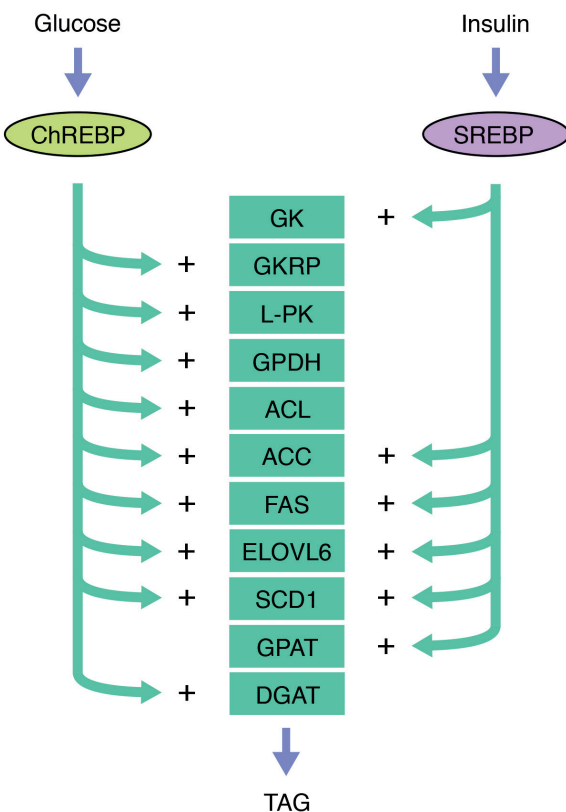 Glucose
Insulin
ChREBP
SREBP
GK +
+ GKRP
+ L-PK
+ GPDH
+ ACL
+ ACC +
+ FAS +
+ ELOVL6 +
+ SCD1 +
GPAT +
+ DGAT
TAG